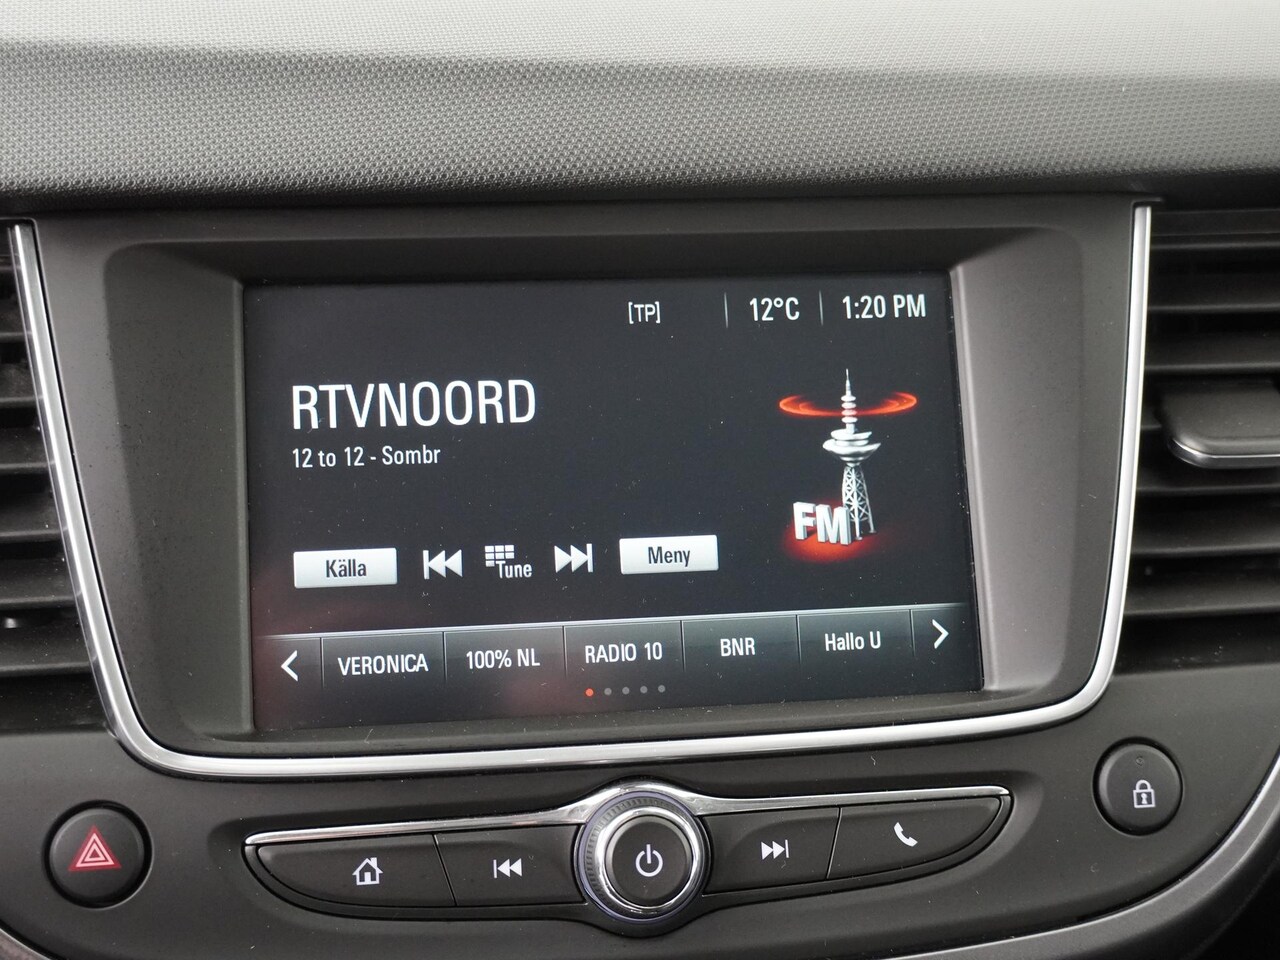 [TP] 12°C 1:20 PM
RTVNOORD
12 to 12 - Sombr
FM
Källa Tune Meny
VERONICA 100% NL RADIO 10 BNR Hallo U